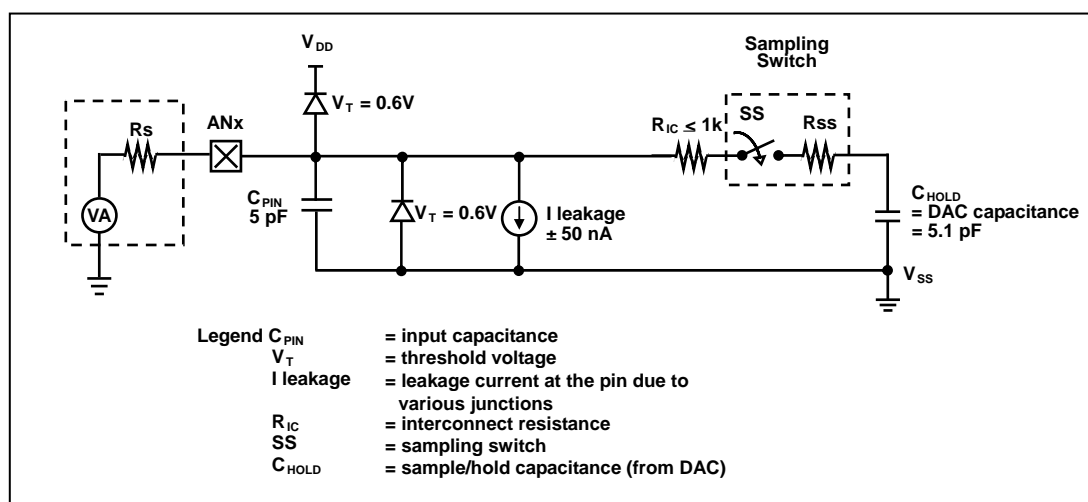 Sampling
Switch
VDD
VT = 0.6V
Rs
ANx
RIC ≤ 1k
SS
Rss
CPIN
5 pF
VA
VT = 0.6V
I leakage
± 50 nA
CHOLD
= DAC capacitance
= 5.1 pF
VSS
Legend CPIN = input capacitance
VT = threshold voltage
I leakage = leakage current at the pin due to
various junctions
RIC = interconnect resistance
SS = sampling switch
CHOLD = sample/hold capacitance (from DAC)